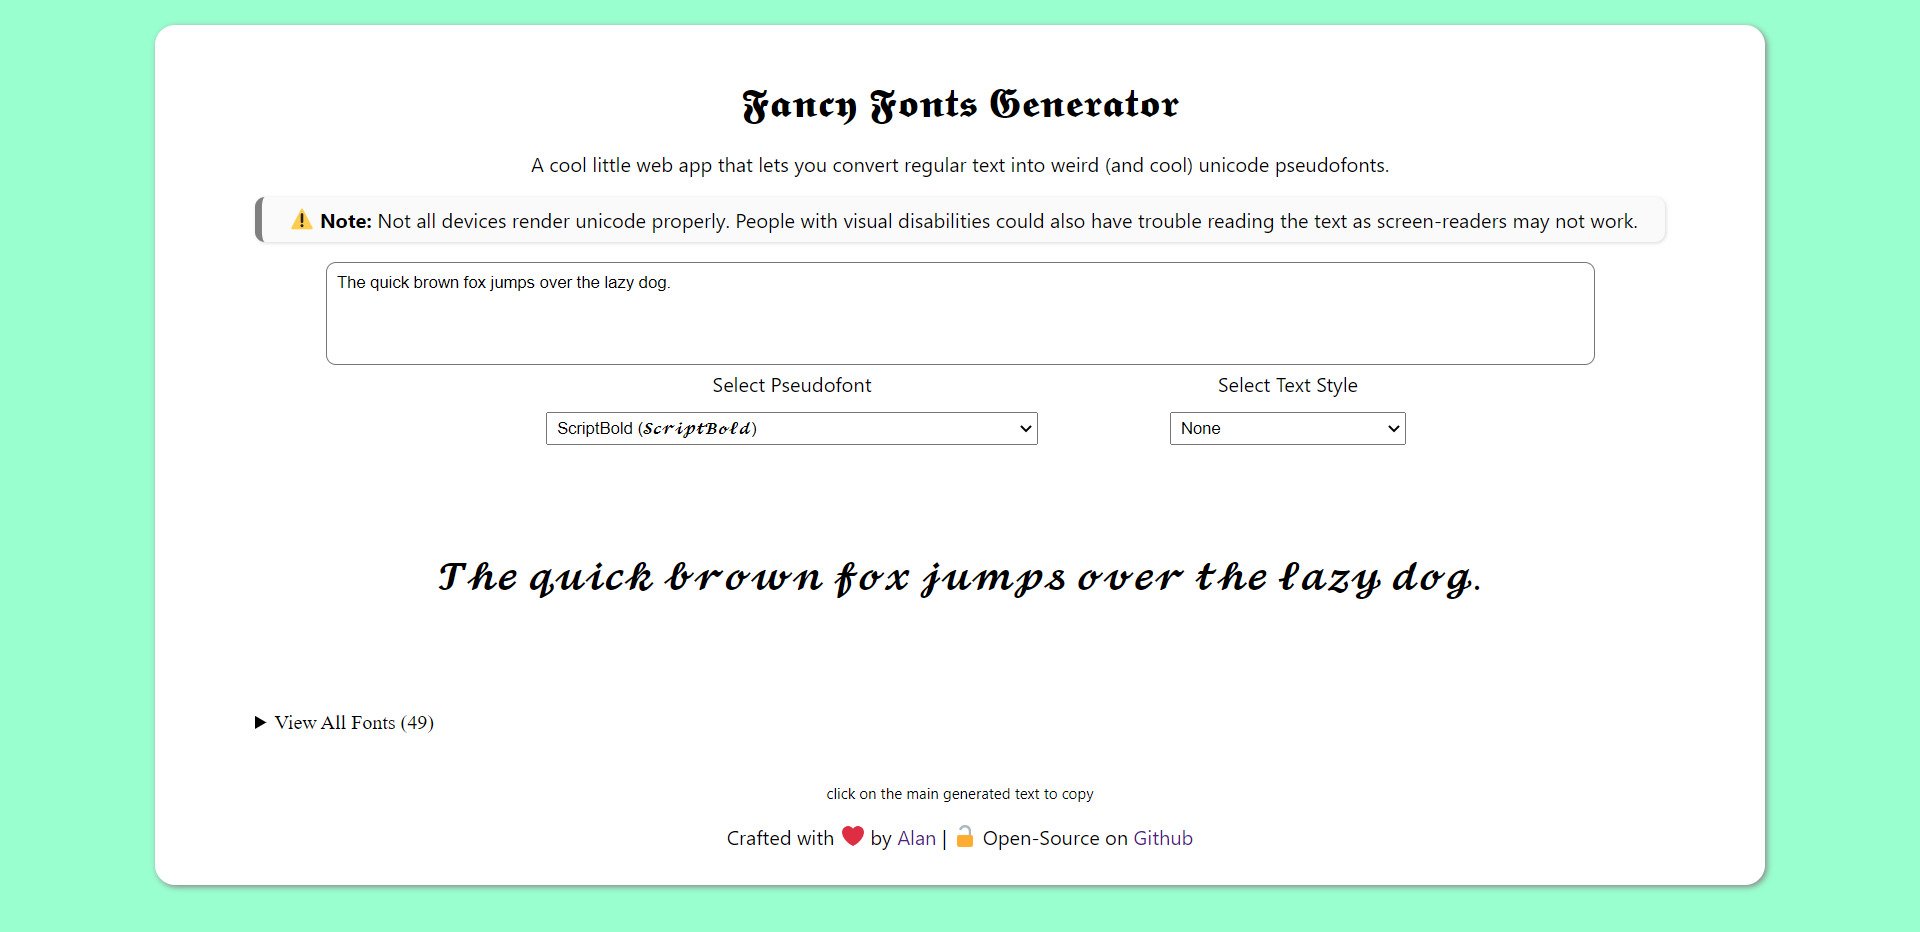 Fancy Fonts Generator
A cool little web app that lets you convert regular text into weird (and cool) unicode pseudofonts.
⚠️ Note: Not all devices render unicode properly. People with visual disabilities could also have trouble reading the text as screen-readers may not work.
The quick brown fox jumps over the lazy dog.
Select Pseudofont
Select Text Style
ScriptBold (𝓢𝓬𝓻𝓲𝓹𝓽𝓑𝓸𝓵𝓭)
None
𝓣𝓱𝓮 𝓺𝓾𝓲𝓬𝓴 𝓫𝓻𝓸𝔀𝓷 𝓯𝓸𝔁 𝓳𝓾𝓶𝓹𝓼 𝓸𝓿𝓮𝓻 𝓽𝓱𝓮 𝓵𝓪𝔃𝔂 𝓭𝓸𝓰.
▶ View All Fonts (49)
click on the main generated text to copy
Crafted with ❤️ by Alan | 🔓 Open-Source on Github